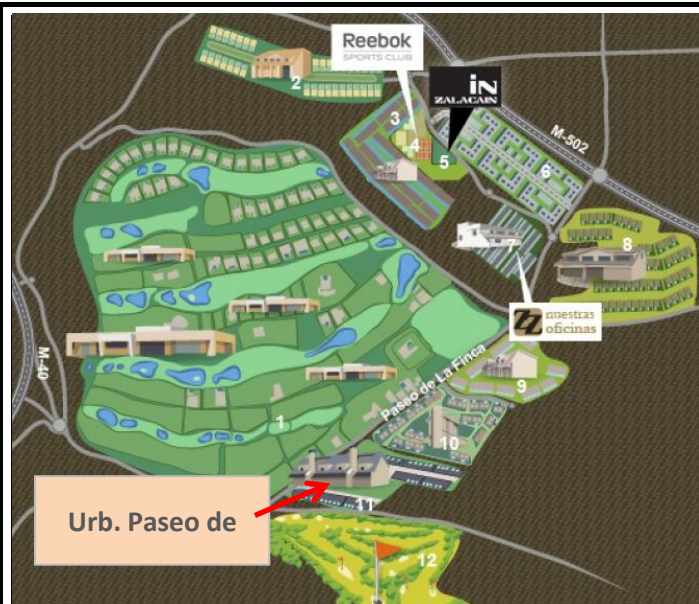 Reebok
SPORTS CLUB
2
in
ZALACAIN
3
4
5
M-502
6
7
8
nuestras
oficinas
M-40
Paseo de La Finca
9
1
10
Urb. Paseo de
11
12